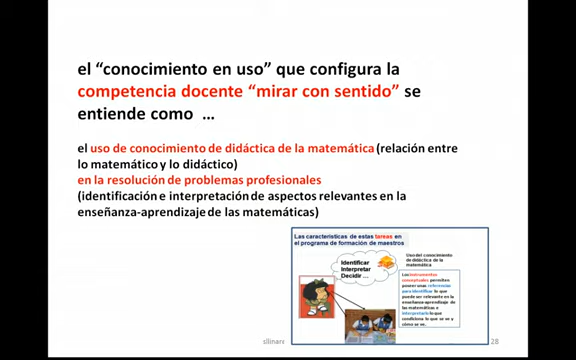 el “conocimiento en uso” que configura la
competencia docente “mirar con sentido” se
entiende como ...
el uso de conocimiento de didáctica de la matemática (relación entre
lo matemático y lo didáctico)
en la resolución de problemas profesionales
(identificación e interpretación de aspectos relevantes en la
enseñanza-aprendizaje de las matemáticas)
Las características de estas tareas en
el programa de formación de maestros
Identificar
Interpretar
Decidir ...
Uso del conocimiento
de didáctica de la
matemática
Los instrumentos
conceptuales permiten
poseer unas referencias
para identificar lo que
puede ser relevante en la
enseñanza-aprendizaje de
las matemáticas e
interpretarlo lo que
condiciona lo que se ve y
cómo se ve.
28